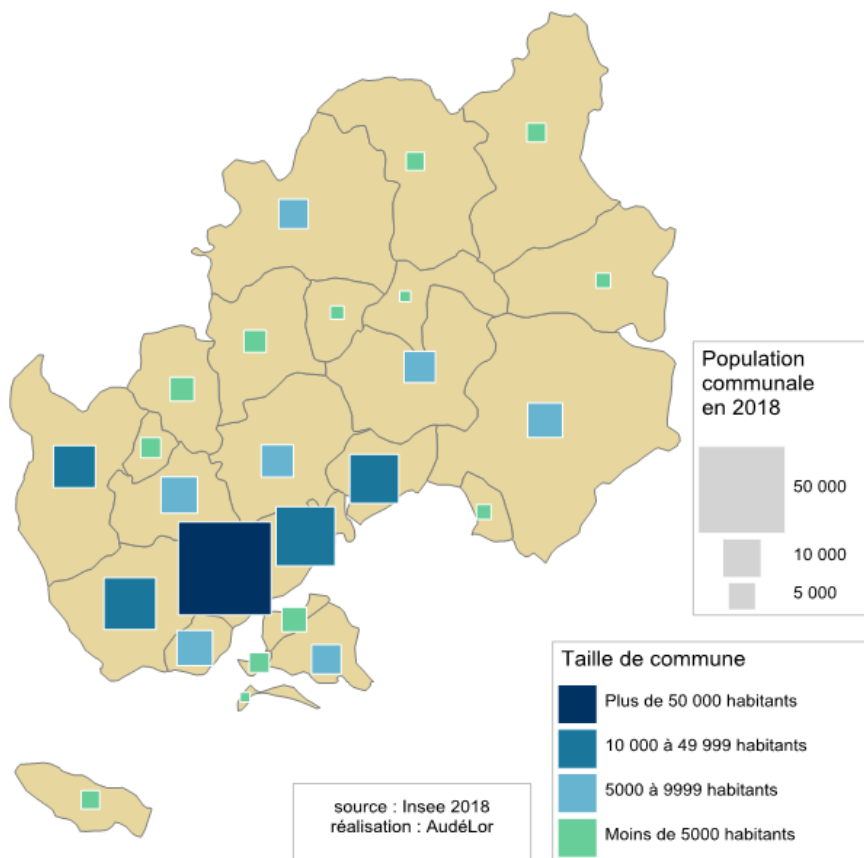 Population
communale
en 2018
50 000
10 000
5 000
Taille de commune
Plus de 50 000 habitants
10 000 à 49 999 habitants
5000 à 9999 habitants
Moins de 5000 habitants
source : Insee 2018
réalisation : AudéLor